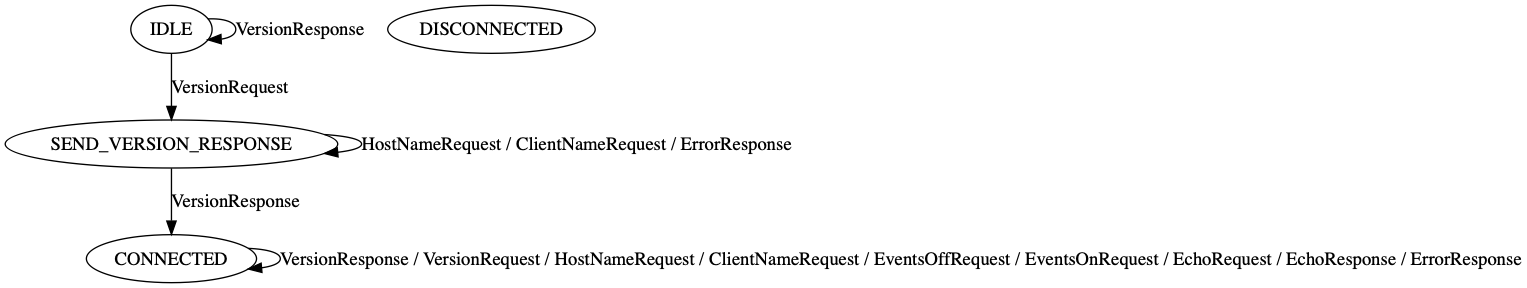 IDLE
VersionResponse
DISCONNECTED
VersionRequest
SEND_VERSION_RESPONSE
HostNameRequest / ClientNameRequest / ErrorResponse
VersionResponse
CONNECTED
VersionResponse / VersionRequest / HostNameRequest / ClientNameRequest / EventsOffRequest / EventsOnRequest / EchoRequest / EchoResponse / ErrorResponse